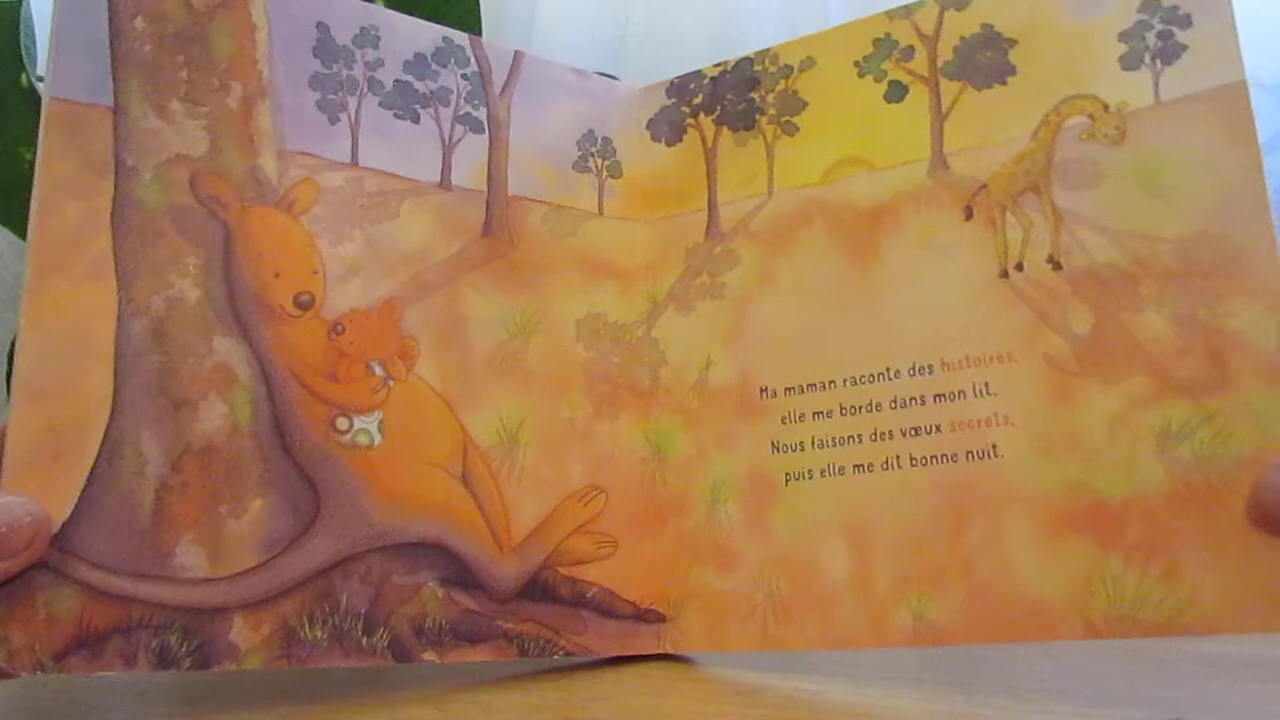 Ma maman raconte des histoires,
elle me borde dans mon lit.
Nous faisons des vœux secrets,
puis elle me dit bonne nuit.